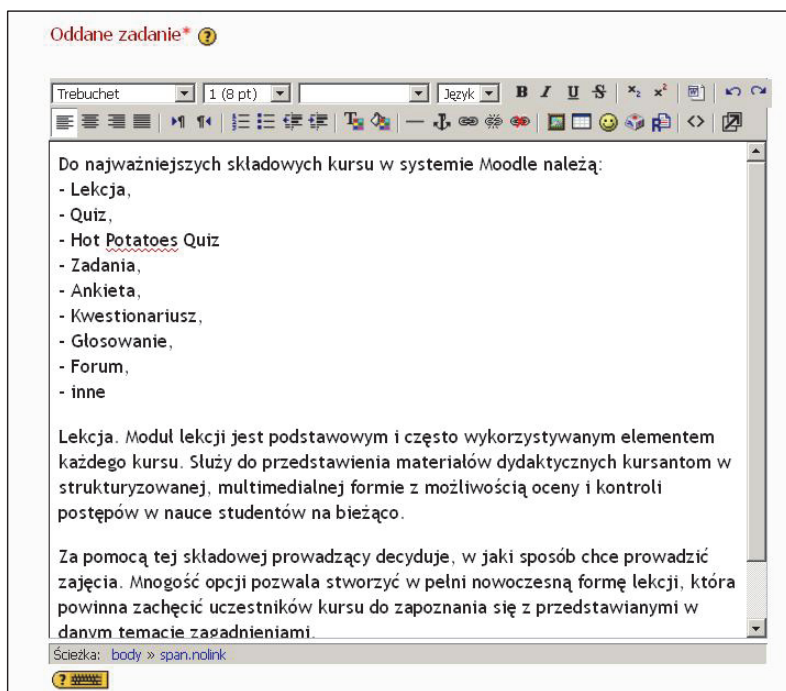 Oddane zadanie*
Trebuchet 1 (8 pt) Język B I U S x₂ x²
Do najważniejszych składowych kursu w systemie Moodle należą:
- Lekcja,
- Quiz,
- Hot Potatoes Quiz
- Zadania,
- Ankieta,
- Kwestionariusz,
- Głosowanie,
- Forum,
- inne
Lekcja. Moduł lekcji jest podstawowym i często wykorzystywanym elementem
każdego kursu. Służy do przedstawienia materiałów dydaktycznych kursantom w
strukturyzowanej, multimedialnej formie z możliwością oceny i kontroli
postępów w nauce studentów na bieżąco.
Za pomocą tej składowej prowadzący decyduje, w jaki sposób chce prowadzić
zajęcia. Mnogość opcji pozwala stworzyć w pełni nowoczesną formę lekcji, która
powinna zachęcić uczestników kursu do zapoznania się z przedstawianymi w
danym temacie zagadnieniami.
Ścieżka: body » span.nolink